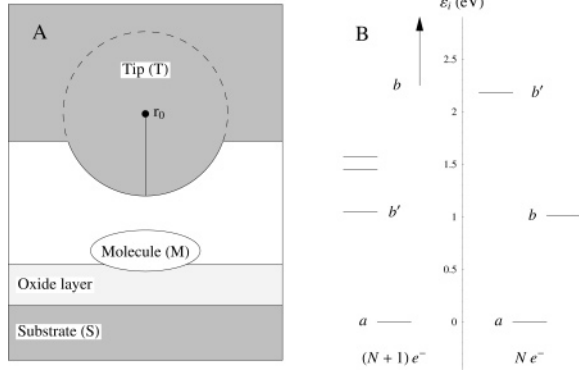 A
Tip (T)
r0
Molecule (M)
Oxide layer
Substrate (S)
B
εi (eV)
2.5
b
b′
2
1.5
b′
1
b
0.5
a
0
a
(N + 1) e−
N e−